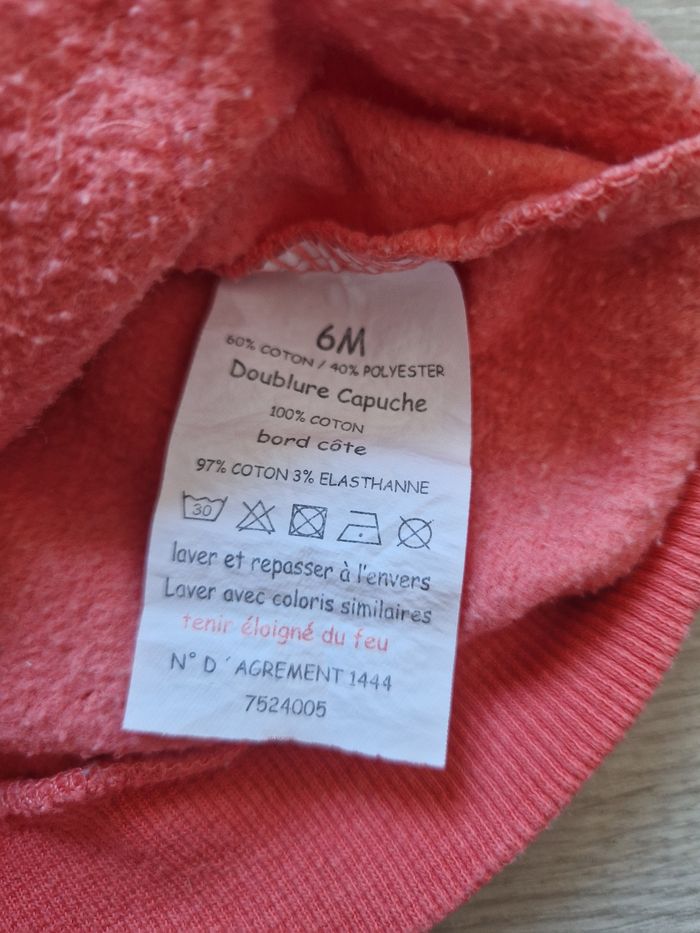 6M
60% COTON / 40% POLYESTER
Doublure Capuche
100% COTON
bord côte
97% COTON 3% ELASTHANNE
30
laver et repasser à l'envers
Laver avec coloris similaires
tenir éloigné du feu
N° D ´AGREMENT 1444
7524005